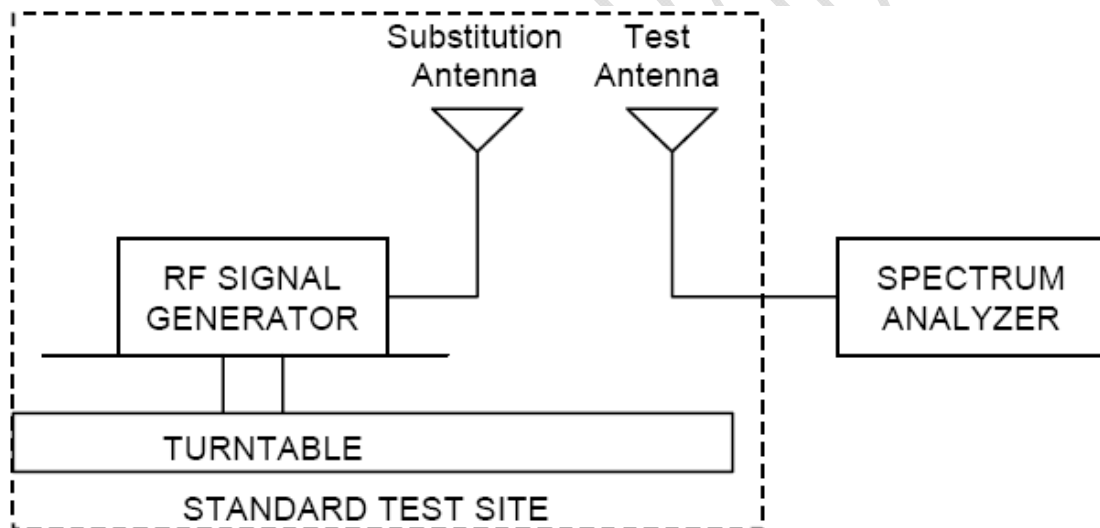 Substitution
Antenna
Test
Antenna
RF SIGNAL
GENERATOR
SPECTRUM
ANALYZER
TURNTABLE
STANDARD TEST SITE